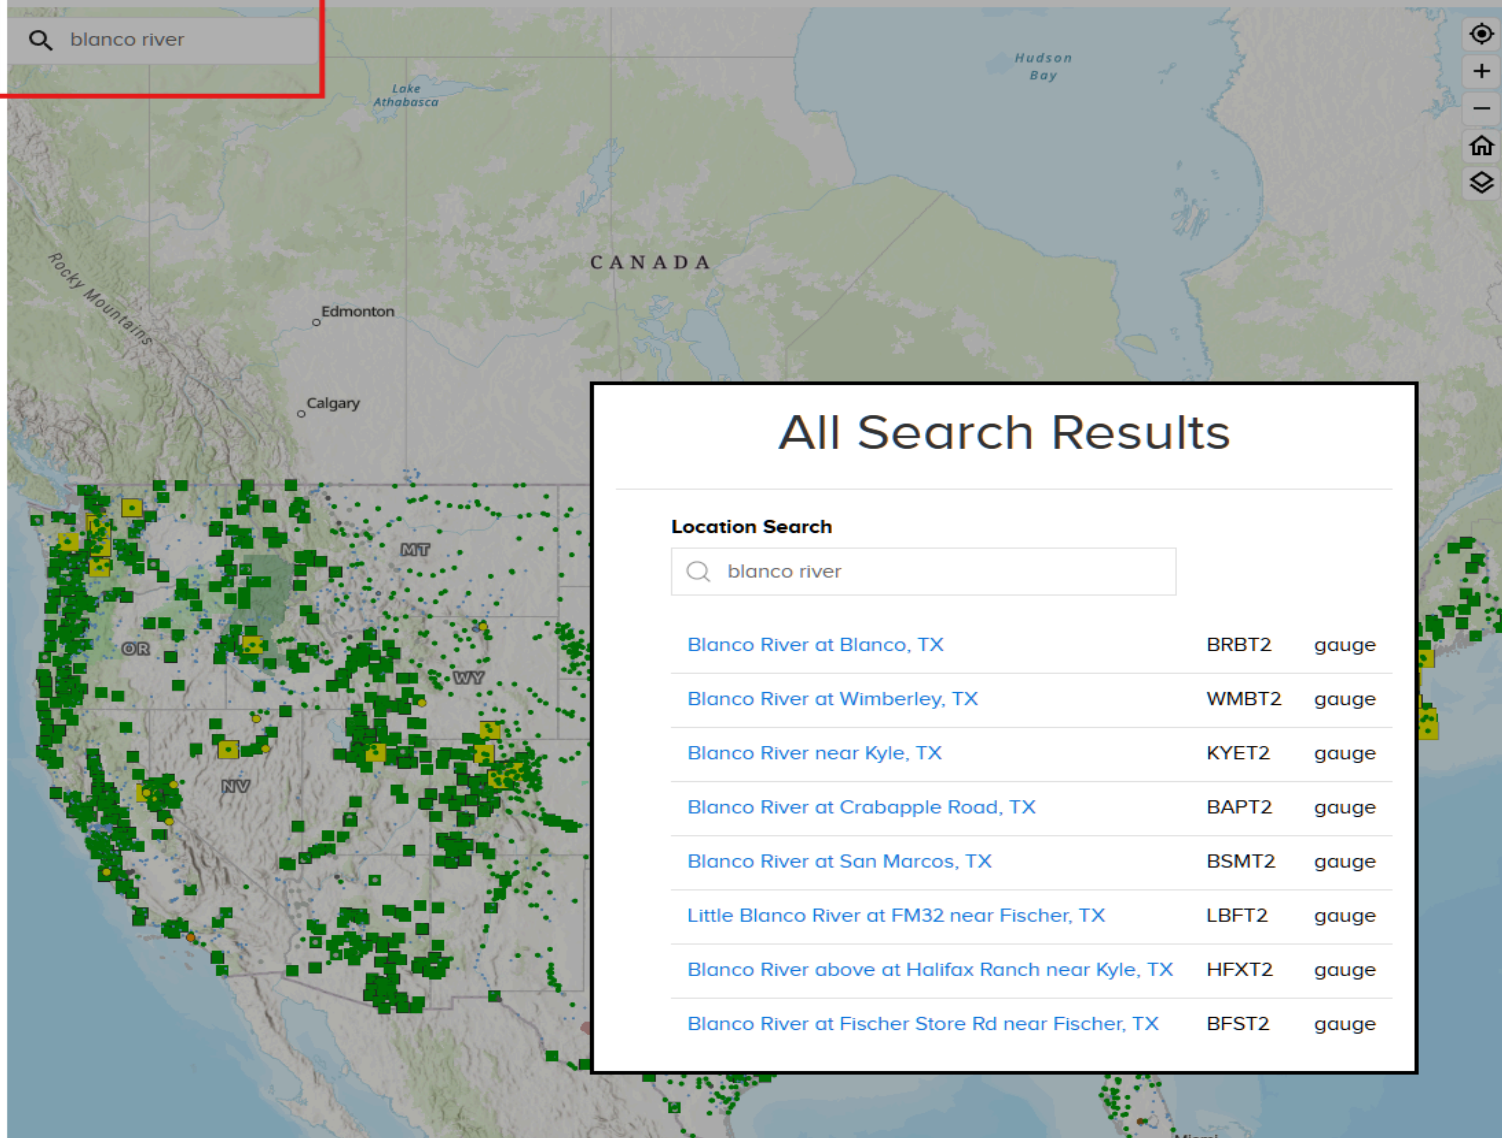 blanco river
Hudson
Bay
Lake
Athabasca
CANADA
Rocky Mountains
Edmonton
Calgary
MT
OR
WY
NV
All Search Results
Location Search
blanco river
Blanco River at Blanco, TX BRBT2 gauge
Blanco River at Wimberley, TX WMBT2 gauge
Blanco River near Kyle, TX KYET2 gauge
Blanco River at Crabapple Road, TX BAPT2 gauge
Blanco River at San Marcos, TX BSMT2 gauge
Little Blanco River at FM32 near Fischer, TX LBFT2 gauge
Blanco River above at Halifax Ranch near Kyle, TX HFXT2 gauge
Blanco River at Fischer Store Rd near Fischer, TX BFST2 gauge
Miami